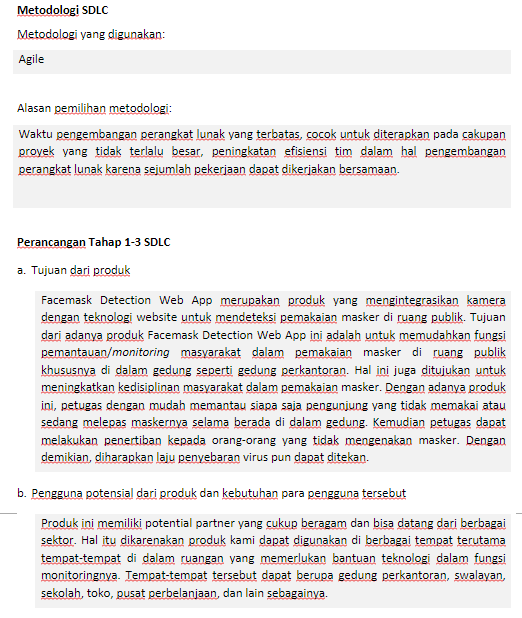 Metodologi SDLC
Metodologi yang digunakan:
Agile
Alasan pemilihan metodologi:
Waktu pengembangan perangkat lunak yang terbatas, cocok untuk diterapkan pada cakupan
proyek yang tidak terlalu besar, peningkatan efisiensi tim dalam hal pengembangan
perangkat lunak karena sejumlah pekerjaan dapat dikerjakan bersamaan.
Perancangan Tahap 1-3 SDLC
a. Tujuan dari produk
Facemask Detection Web App merupakan produk yang mengintegrasikan kamera
dengan teknologi website untuk mendeteksi pemakaian masker di ruang publik. Tujuan
dari adanya produk Facemask Detection Web App ini adalah untuk memudahkan fungsi
pemantauan/monitoring masyarakat dalam pemakaian masker di ruang publik
khususnya di dalam gedung seperti gedung perkantoran. Hal ini juga ditujukan untuk
meningkatkan kedisiplinan masyarakat dalam pemakaian masker. Dengan adanya produk
ini, petugas dengan mudah memantau siapa saja pengunjung yang tidak memakai atau
sedang melepas maskernya selama berada di dalam gedung. Kemudian petugas dapat
melakukan penertiban kepada orang-orang yang tidak mengenakan masker. Dengan
demikian, diharapkan laju penyebaran virus pun dapat ditekan.
b. Pengguna potensial dari produk dan kebutuhan para pengguna tersebut
Produk ini memiliki potential partner yang cukup beragam dan bisa datang dari berbagai
sektor. Hal itu dikarenakan produk kami dapat digunakan di berbagai tempat terutama
tempat-tempat di dalam ruangan yang memerlukan bantuan teknologi dalam fungsi
monitoringnya. Tempat-tempat tersebut dapat berupa gedung perkantoran, swalayan,
sekolah, toko, pusat perbelanjaan, dan lain sebagainya.